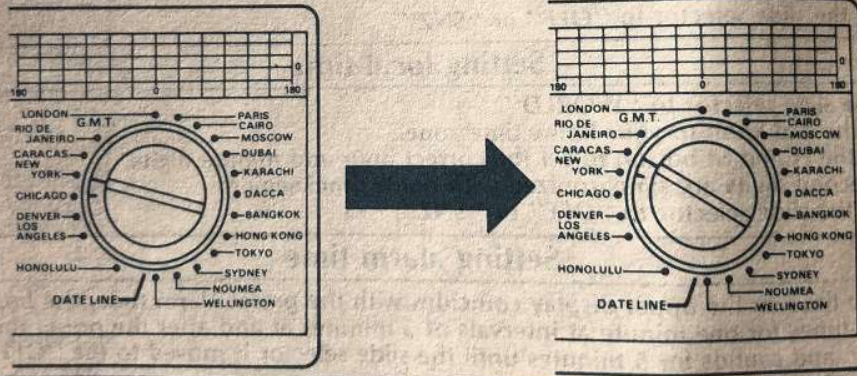 180 0 180
0
LONDON
G.M.T.
PARIS
CAIRO
RIO DE
JANEIRO
MOSCOW
CARACAS
DUBAI
NEW
YORK
KARACHI
CHICAGO
DACCA
DENVER
BANGKOK
LOS
ANGELES
HONG KONG
TOKYO
HONOLULU
SYDNEY
NOUMEA
DATE LINE
WELLINGTON
180 0 180
0
LONDON
G.M.T.
PARIS
CAIRO
RIO DE
JANEIRO
MOSCOW
CARACAS
DUBAI
NEW
YORK
KARACHI
CHICAGO
DACCA
DENVER
BANGKOK
LOS
ANGELES
HONG KONG
TOKYO
HONOLULU
SYDNEY
NOUMEA
DATE LINE
WELLINGTON